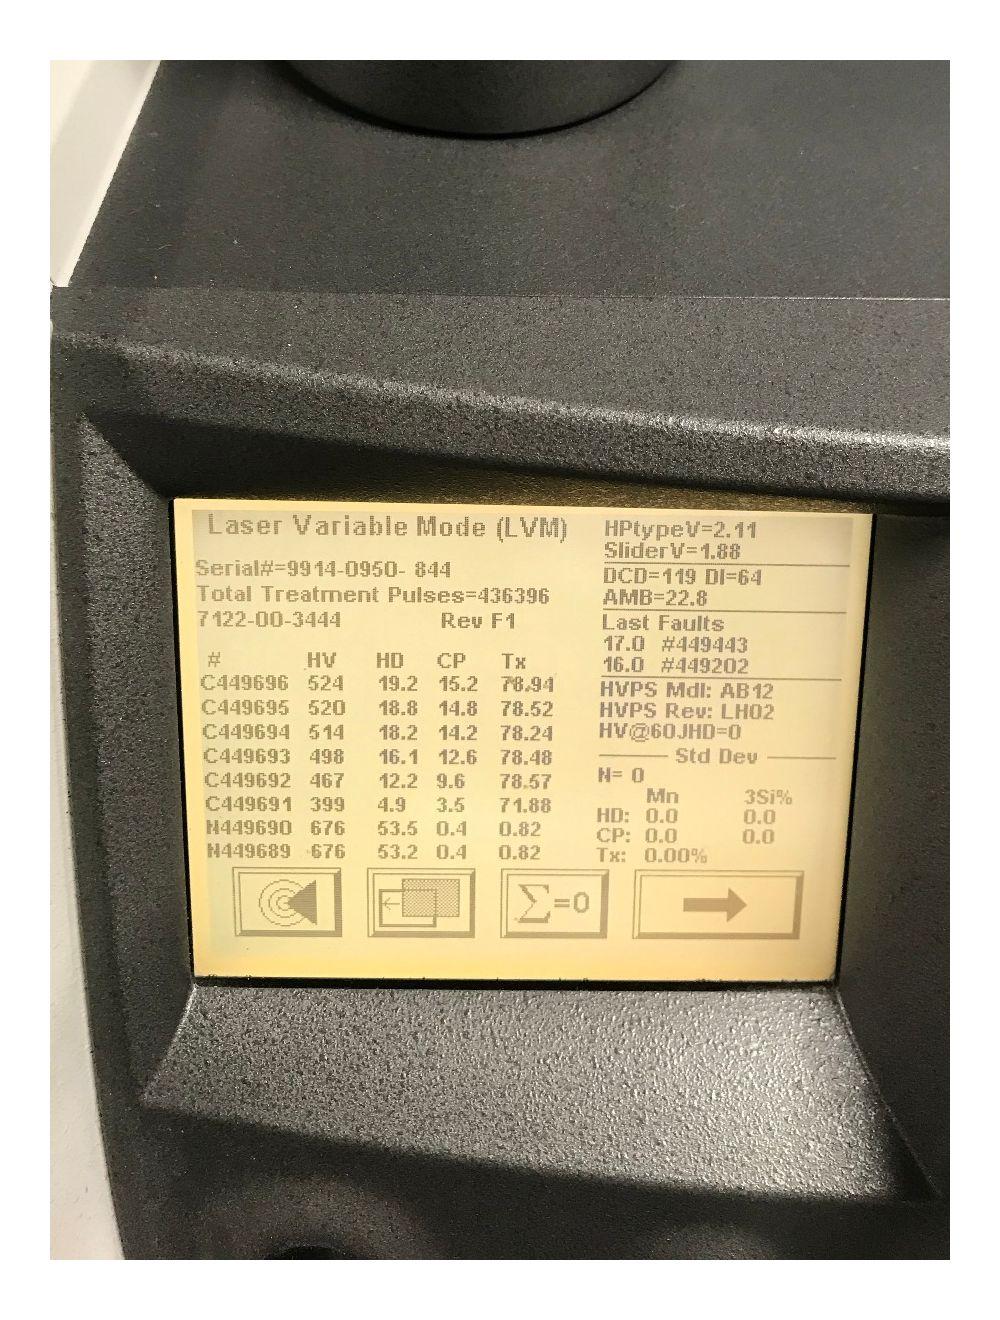 Laser Variable Mode (LVM)
Serial#=9914-0950- 844
Total Treatment Pulses=436396
7122-00-3444 Rev F1
# HV HD CP Tx
C449696 524 19.2 15.2 78.94
C449695 520 18.8 14.8 78.52
C449694 514 18.2 14.2 78.24
C449693 498 16.1 12.6 78.48
C449692 467 12.2 9.6 78.57
C449691 399 4.9 3.5 71.88
N449690 676 53.5 0.4 0.82
N449689 676 53.2 0.4 0.82
HPtypeV=2.11
SliderV=1.88
DCD=119 DI=64
AMB=22.8
Last Faults
17.0 #449443
16.0 #449202
HVPS Mdl: AB12
HVPS Rev: LH02
HV@60JHD=0
Std Dev
N= 0
Mn 3Si%
HD: 0.0 0.0
CP: 0.0 0.0
Tx: 0.00%
∑=0